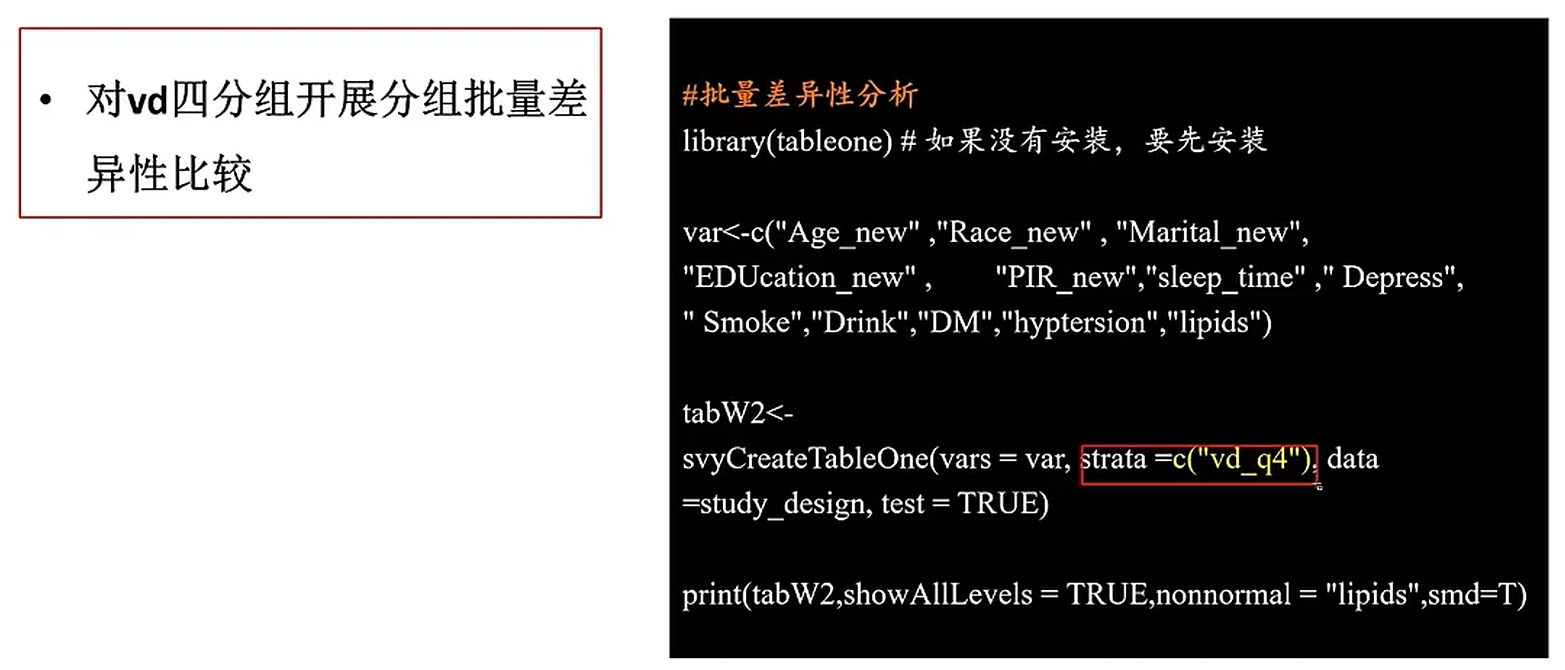 • 对vd四分组开展分组批量差
异性比较
#批量差异性分析
library(tableone) # 如果没有安装，要先安装
var<-c("Age_new" ,"Race_new" , "Marital_new",
"EDUcation_new" , "PIR_new","sleep_time" ," Depress",
" Smoke","Drink","DM","hyptersion","lipids")
tabW2<-
svyCreateTableOne(vars = var, strata =c("vd_q4"), data
=study_design, test = TRUE)
print(tabW2,showAllLevels = TRUE,nonnormal = "lipids",smd=T)